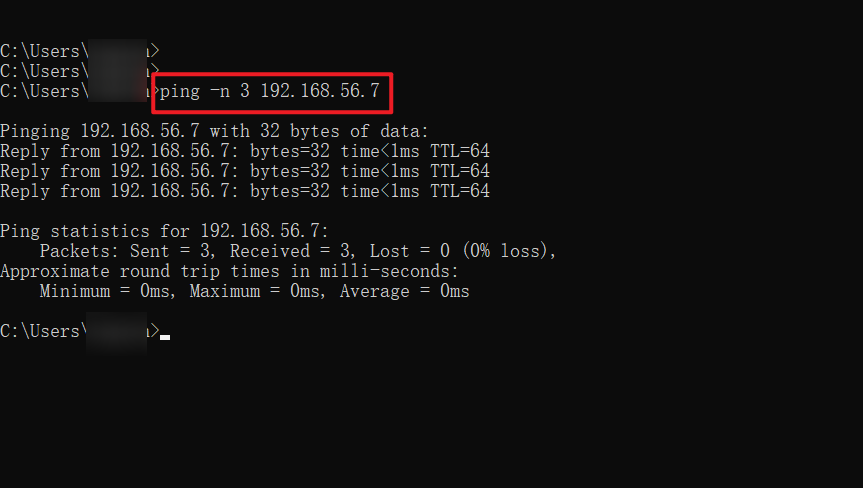 C:\Users\
C:\Users\
C:\Users\ >ping -n 3 192.168.56.7
Pinging 192.168.56.7 with 32 bytes of data:
Reply from 192.168.56.7: bytes=32 time<1ms TTL=64
Reply from 192.168.56.7: bytes=32 time<1ms TTL=64
Reply from 192.168.56.7: bytes=32 time<1ms TTL=64
Ping statistics for 192.168.56.7:
Packets: Sent = 3, Received = 3, Lost = 0 (0% loss),
Approximate round trip times in milli-seconds:
Minimum = 0ms, Maximum = 0ms, Average = 0ms
C:\Users\ >